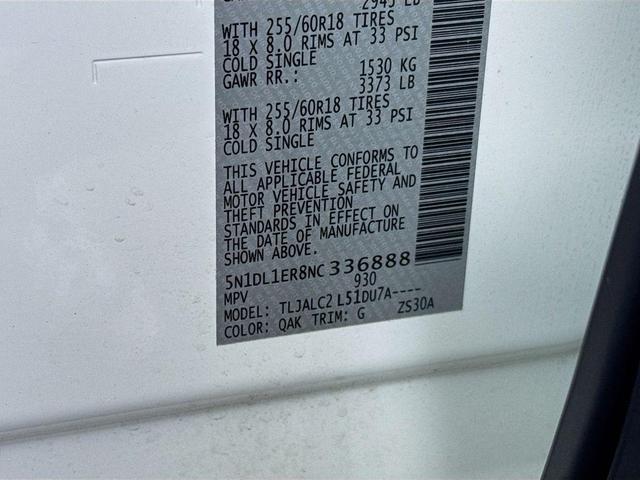 2945 LB
WITH 255/60R18 TIRES
18 X 8.0 RIMS AT 33 PSI
COLD SINGLE
GAWR RR.: 1530 KG
3373 LB
WITH 255/60R18 TIRES
18 X 8.0 RIMS AT 33 PSI
COLD SINGLE
THIS VEHICLE CONFORMS TO
ALL APPLICABLE FEDERAL
MOTOR VEHICLE SAFETY AND
THEFT PREVENTION
STANDARDS IN EFFECT ON
THE DATE OF MANUFACTURE
SHOWN ABOVE.
5N1DL1ER8NC 336888
MPV 930
MODEL: TLJALC2 L51DU7A----
COLOR: QAK TRIM: G ZS30A